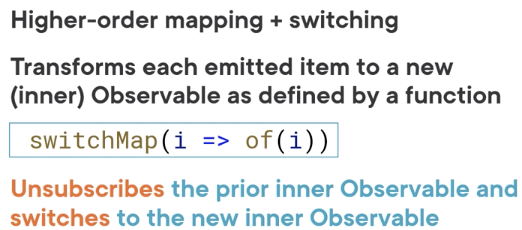 Higher-order mapping + switching
Transforms each emitted item to a new
(inner) Observable as defined by a function
switchMap(i => of(i))
Unsubscribes the prior inner Observable and
switches to the new inner Observable